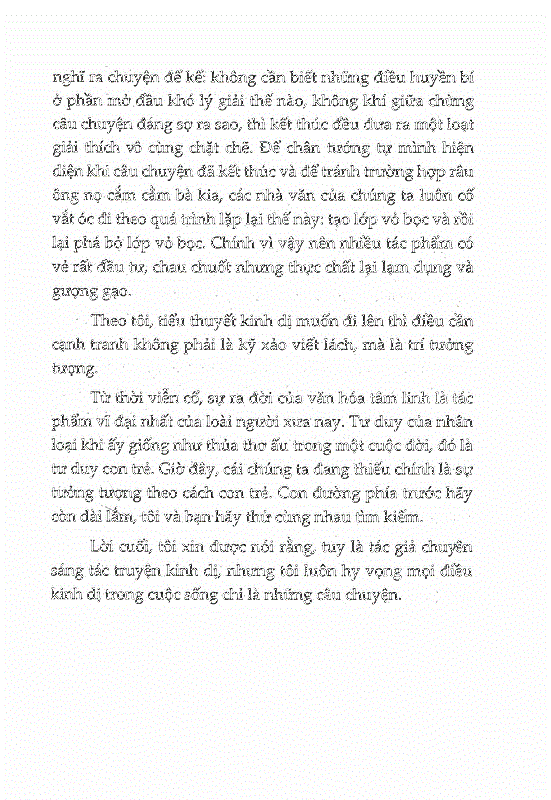 nghĩ ra chuyện để kể: không cần biết những điều huyền bí
ở phần mở đầu khó lý giải thế nào, không khí giữa chừng
câu chuyện đáng sợ ra sao, thì kết thúc đều đưa ra một loạt
giải thích vô cùng chặt chẽ. Để chân tướng tự mình hiện
diện khi câu chuyện đã kết thúc và để tránh trường hợp râu
ông nọ cắm cằm bà kia, các nhà văn của chúng ta luôn cố
vắt óc đi theo quá trình lặp lại thế này: tạo lớp vỏ bọc và rồi
lại phá bỏ lớp vỏ bọc. Chính vì vậy nên nhiều tác phẩm có
vẻ rất đầu tư, chau chuốt nhưng thực chất lại lạm dụng và
gượng gạo.
Theo tôi, tiểu thuyết kinh dị muốn đi lên thì điều cần
cạnh tranh không phải là kỹ xảo viết lách, mà là trí tưởng
tượng.
Từ thời viễn cổ, sự ra đời của văn hóa tâm linh là tác
phẩm vĩ đại nhất của loài người xưa nay. Tư duy của nhân
loại khi ấy giống như thủa thơ ấu trong một cuộc đời, đó là
tư duy con trẻ. Giờ đây, cái chúng ta đang thiếu chính là sự
tưởng tượng theo cách con trẻ. Con đường phía trước hãy
còn dài lắm, tôi và bạn hãy thử cùng nhau tìm kiếm.
Lời cuối, tôi xin được nói rằng, tuy là tác giả chuyên
sáng tác truyện kinh dị, nhưng tôi luôn hy vọng mọi điều
kinh dị trong cuộc sống chỉ là những câu chuyện.